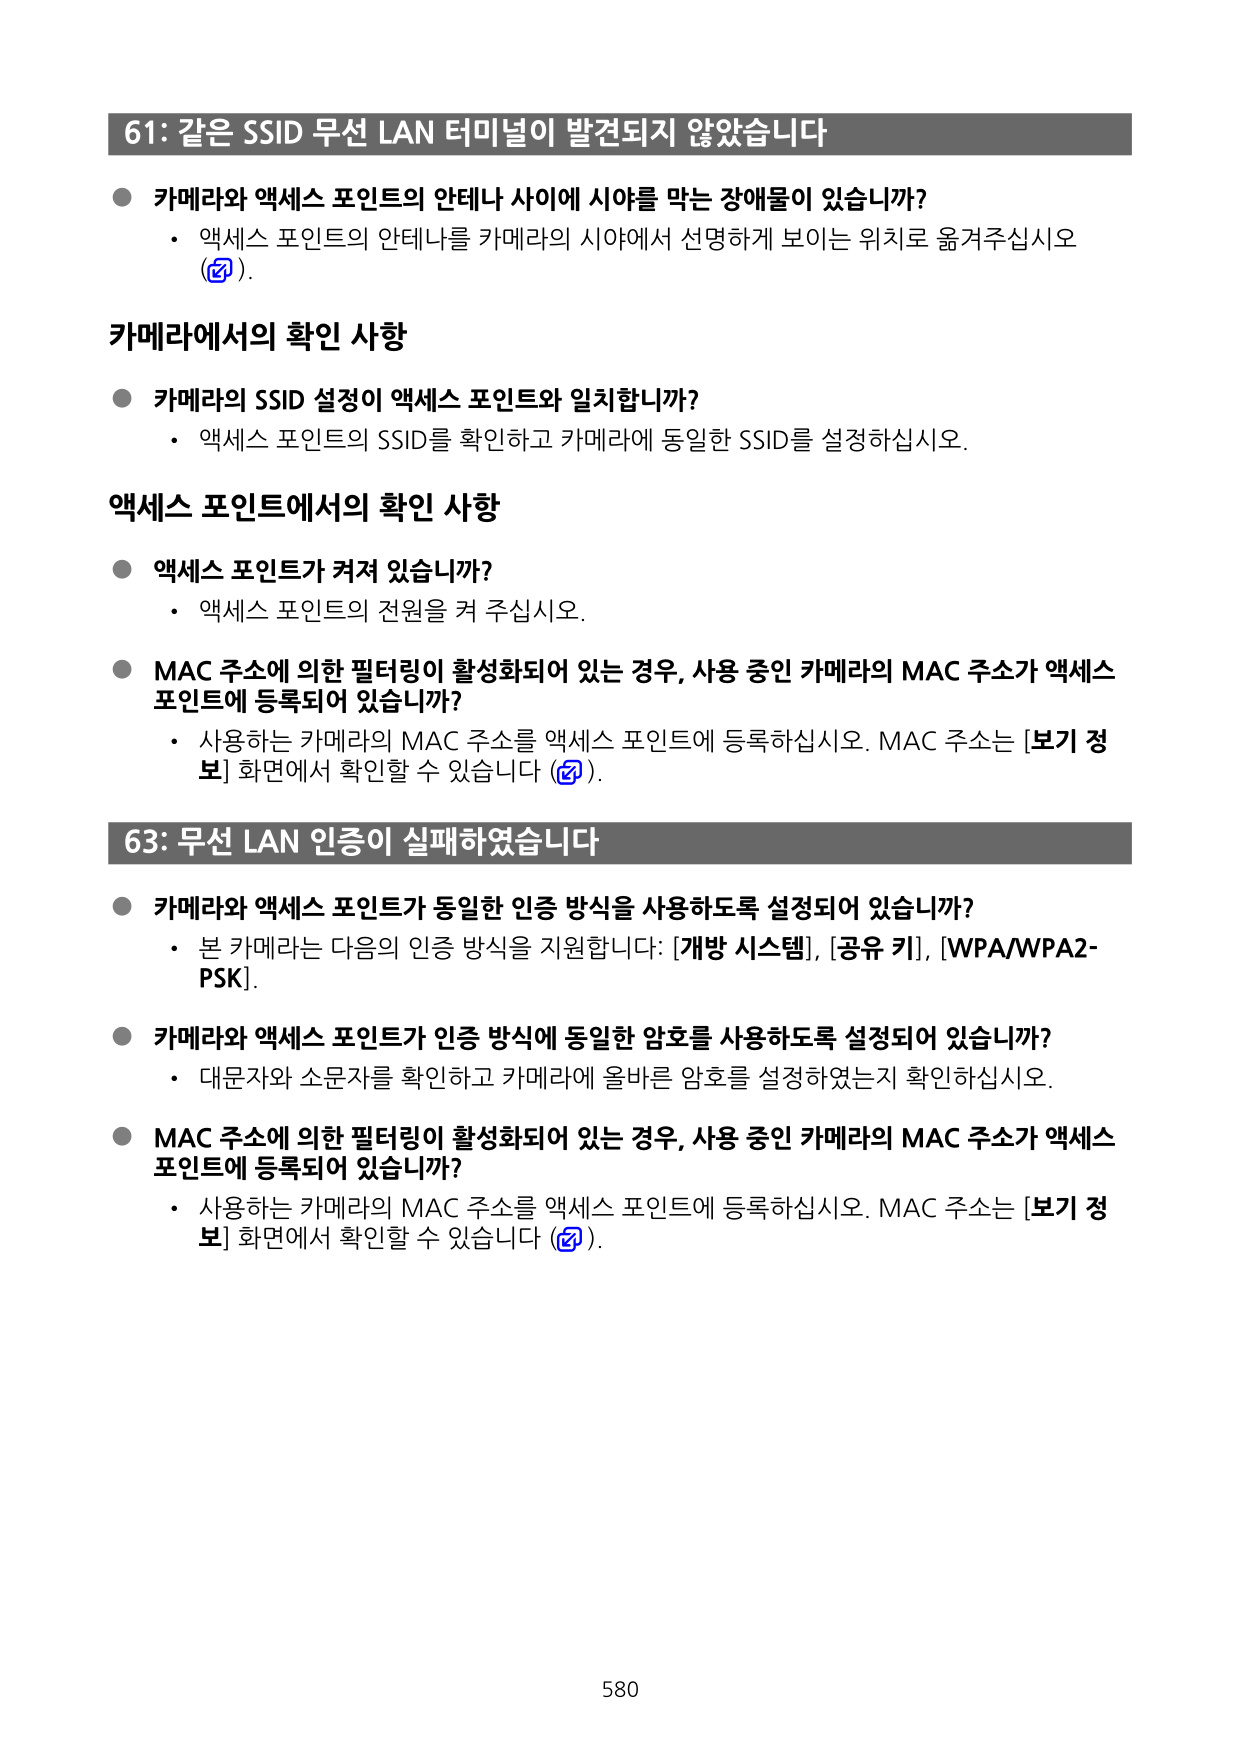 61: 같은 SSID 무선 LAN 터미널이 발견되지 않았습니다
● 카메라와 액세스 포인트의 안테나 사이에 시야를 막는 장애물이 있습니까?
• 액세스 포인트의 안테나를 카메라의 시야에서 선명하게 보이는 위치로 옮겨주십시오
( ).
카메라에서의 확인 사항
● 카메라의 SSID 설정이 액세스 포인트와 일치합니까?
• 액세스 포인트의 SSID를 확인하고 카메라에 동일한 SSID를 설정하십시오.
액세스 포인트에서의 확인 사항
● 액세스 포인트가 켜져 있습니까?
• 액세스 포인트의 전원을 켜 주십시오.
● MAC 주소에 의한 필터링이 활성화되어 있는 경우, 사용 중인 카메라의 MAC 주소가 액세스
포인트에 등록되어 있습니까?
• 사용하는 카메라의 MAC 주소를 액세스 포인트에 등록하십시오. MAC 주소는 [보기 정
보] 화면에서 확인할 수 있습니다 ( ).
63: 무선 LAN 인증이 실패하였습니다
● 카메라와 액세스 포인트가 동일한 인증 방식을 사용하도록 설정되어 있습니까?
• 본 카메라는 다음의 인증 방식을 지원합니다: [개방 시스템], [공유 키], [WPA/WPA2-
PSK].
● 카메라와 액세스 포인트가 인증 방식에 동일한 암호를 사용하도록 설정되어 있습니까?
• 대문자와 소문자를 확인하고 카메라에 올바른 암호를 설정하였는지 확인하십시오.
● MAC 주소에 의한 필터링이 활성화되어 있는 경우, 사용 중인 카메라의 MAC 주소가 액세스
포인트에 등록되어 있습니까?
• 사용하는 카메라의 MAC 주소를 액세스 포인트에 등록하십시오. MAC 주소는 [보기 정
보] 화면에서 확인할 수 있습니다 ( ).
580